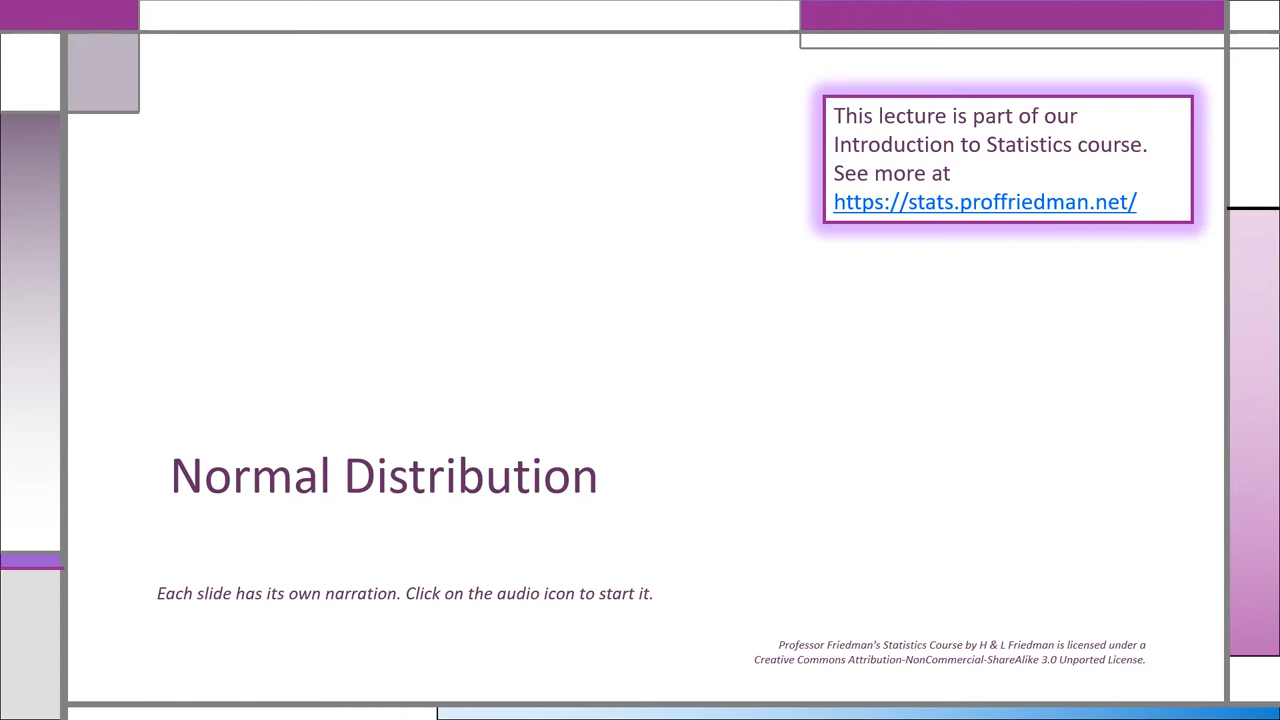 This lecture is part of our
Introduction to Statistics course.
See more at
https://stats.proffriedman.net/
Normal Distribution
Each slide has its own narration. Click on the audio icon to start it.
Professor Friedman's Statistics Course by H & L Friedman is licensed under a
Creative Commons Attribution-NonCommercial-ShareAlike 3.0 Unported License.